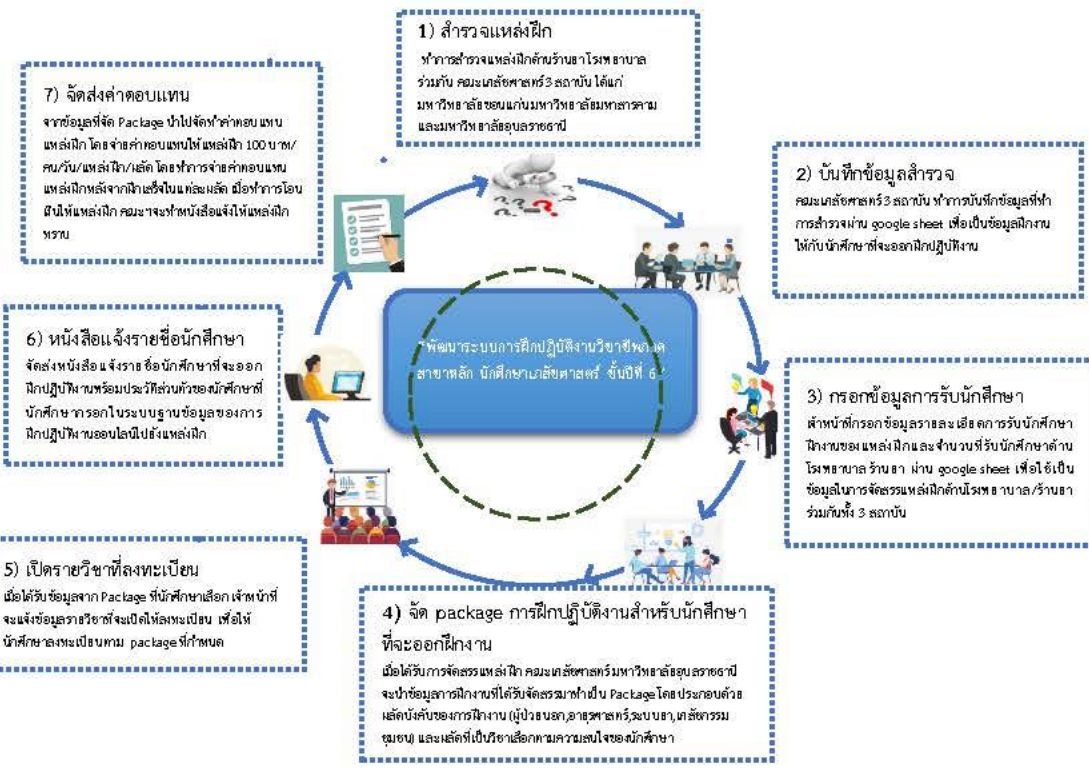 1) สำรวจแหล่งฝึก
ทำการสำรวจแหล่งฝึกด้านร้านยา โรงพยาบาล
ร่วมกัน คณะเภสัชศาสตร์ 3 สถาบัน ได้แก่
มหาวิทยาลัยขอนแก่นมหาวิทยาลัยมหาสารคาม
และมหาวิทยาลัยอุบลราชธานี
2) บันทึกข้อมูลสำรวจ
คณะเภสัชศาสตร์ 3 สถาบัน ทำการบันทึกข้อมูลที่ทำ
การสำรวจผ่าน google sheet เพื่อเป็นข้อมูลฝึกงาน
ให้กับนักศึกษาที่จะออกฝึกปฏิบัติงาน
3) กรอกข้อมูลการรับนักศึกษา
เจ้าหน้าที่กรอกข้อมูลรายละเอียดการรับนักศึกษา
ฝึกงานของแหล่งฝึกและจำนวนที่รับนักศึกษาด้าน
โรงพยาบาล ร้านยา ผ่าน google sheet เพื่อใช้เป็น
ข้อมูลในการจัดสรรแหล่งฝึกด้านโรงพยาบาล/ร้านยา
ร่วมกันทั้ง 3 สถาบัน
4) จัด package การฝึกปฏิบัติงานสำหรับนักศึกษา
ที่จะออกฝึกงาน
เมื่อได้รับการจัดสรรแหล่งฝึก คณะเภสัชศาสตร์ มหาวิทยาลัยอุบลราชธานี
จะนำข้อมูลการฝึกงานที่ได้รับจัดสรรมาทำเป็น Package โดยประกอบด้วย
ผลัดบังคับของการฝึกงาน (ผู้ป่วยนอก,อายุรศาสตร์,ระบบยา,เภสัชกรรม
ชุมชน) และผลัดที่เป็นวิชาเลือกตามความสนใจของนักศึกษา
5) เปิดรายวิชาที่ลงทะเบียน
เมื่อได้รับข้อมูลจาก Package ที่นักศึกษาเลือก เจ้าหน้าที่
จะแจ้งข้อมูลรายวิชาที่จะเปิดให้ลงทะเบียน เพื่อให้
นักศึกษาลงทะเบียนตาม package ที่กำหนด
6) หนังสือแจ้งรายชื่อนักศึกษา
จัดส่งหนังสือแจ้งรายชื่อนักศึกษาที่จะออก
ฝึกปฏิบัติงานพร้อมประวัติส่วนตัวของนักศึกษาที่
นักศึกษากรอกในระบบฐานข้อมูลของการ
ฝึกปฏิบัติงานออนไลน์ไปยังแหล่งฝึก
7) จัดส่งค่าตอบแทน
จากข้อมูลที่จัด Package นำไปจัดทำค่าตอบแทน
แหล่งฝึก โดยจ่ายค่าตอบแทนให้แหล่งฝึก 100 บาท/
คน/วัน/แหล่งฝึก/ผลัด โดยทำการจ่ายค่าตอบแทน
แหล่งฝึกหลังจากฝึกเสร็จในแต่ละผลัด เมื่อทำการโอน
เงินให้แหล่งฝึก คณะฯจะทำหนังสือแจ้งให้แหล่งฝึก
ทราบ
"พัฒนาระบบการฝึกปฏิบัติงานวิชาชีพภาค
สาขาหลัก นักศึกษาเภสัชศาสตร์ ชั้นปีที่ 6"